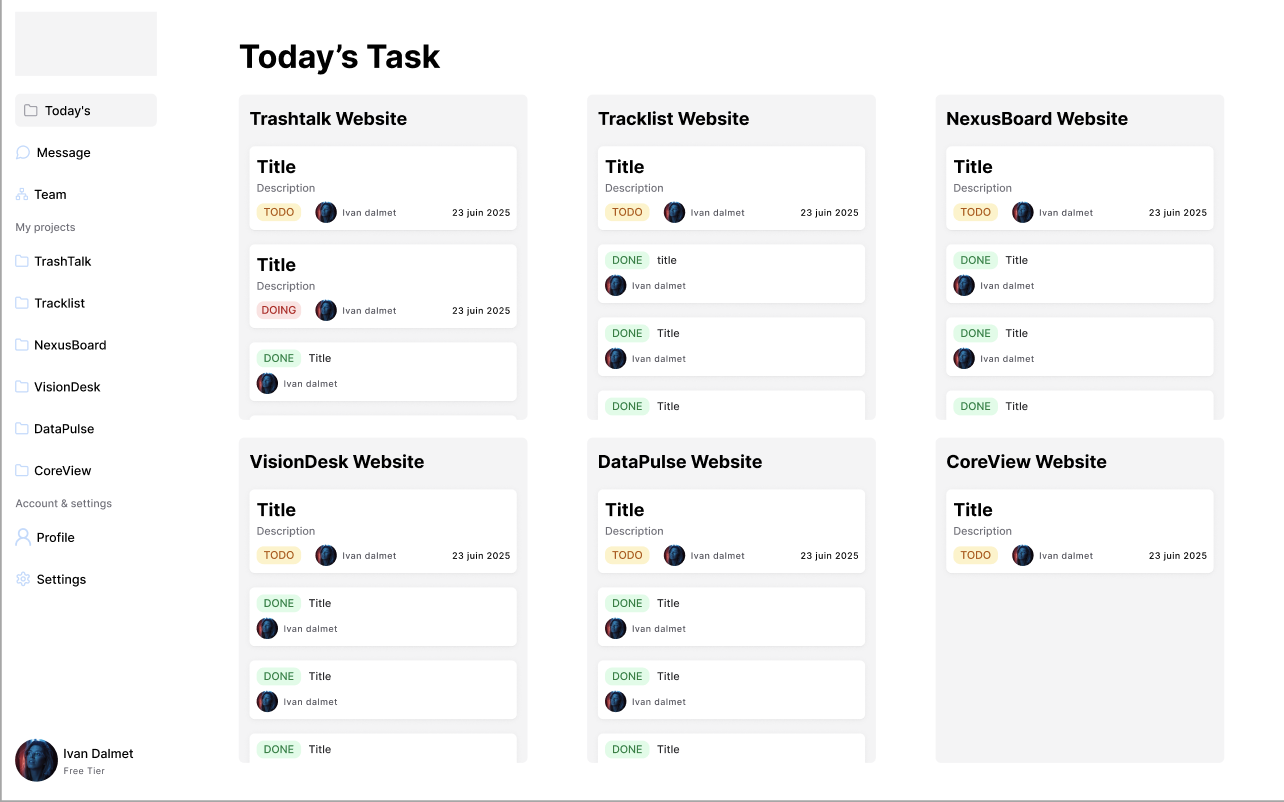 Today's
Message
Team
My projects
TrashTalk
Tracklist
NexusBoard
VisionDesk
DataPulse
CoreView
Account & settings
Profile
Settings
Ivan Dalmet
Free Tier
Today’s Task
Trashtalk Website
Title
Description
TODO Ivan dalmet 23 juin 2025
Title
Description
DOING Ivan dalmet 23 juin 2025
DONE Title
Ivan dalmet
Tracklist Website
Title
Description
TODO Ivan dalmet 23 juin 2025
DONE title
Ivan dalmet
DONE Title
Ivan dalmet
DONE Title
NexusBoard Website
Title
Description
TODO Ivan dalmet 23 juin 2025
DONE Title
Ivan dalmet
DONE Title
Ivan dalmet
DONE Title
VisionDesk Website
Title
Description
TODO Ivan dalmet 23 juin 2025
DONE Title
Ivan dalmet
DONE Title
Ivan dalmet
DONE Title
DataPulse Website
Title
Description
TODO Ivan dalmet 23 juin 2025
DONE Title
Ivan dalmet
DONE Title
Ivan dalmet
DONE Title
CoreView Website
Title
Description
TODO Ivan dalmet 23 juin 2025